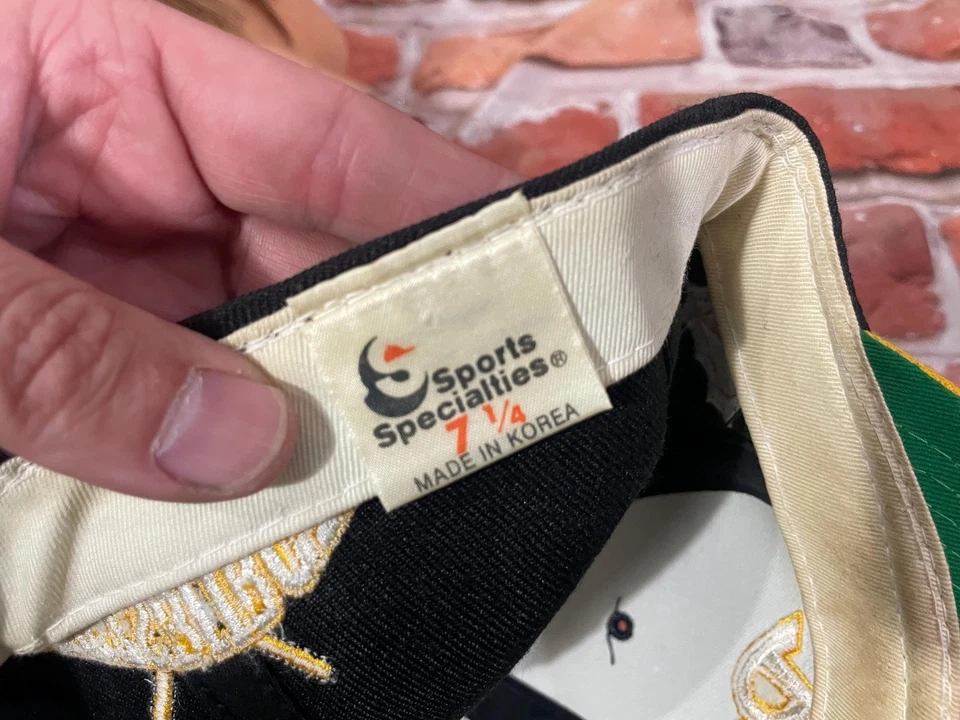 Sports
Specialties®
7 1/4
MADE IN KOREA